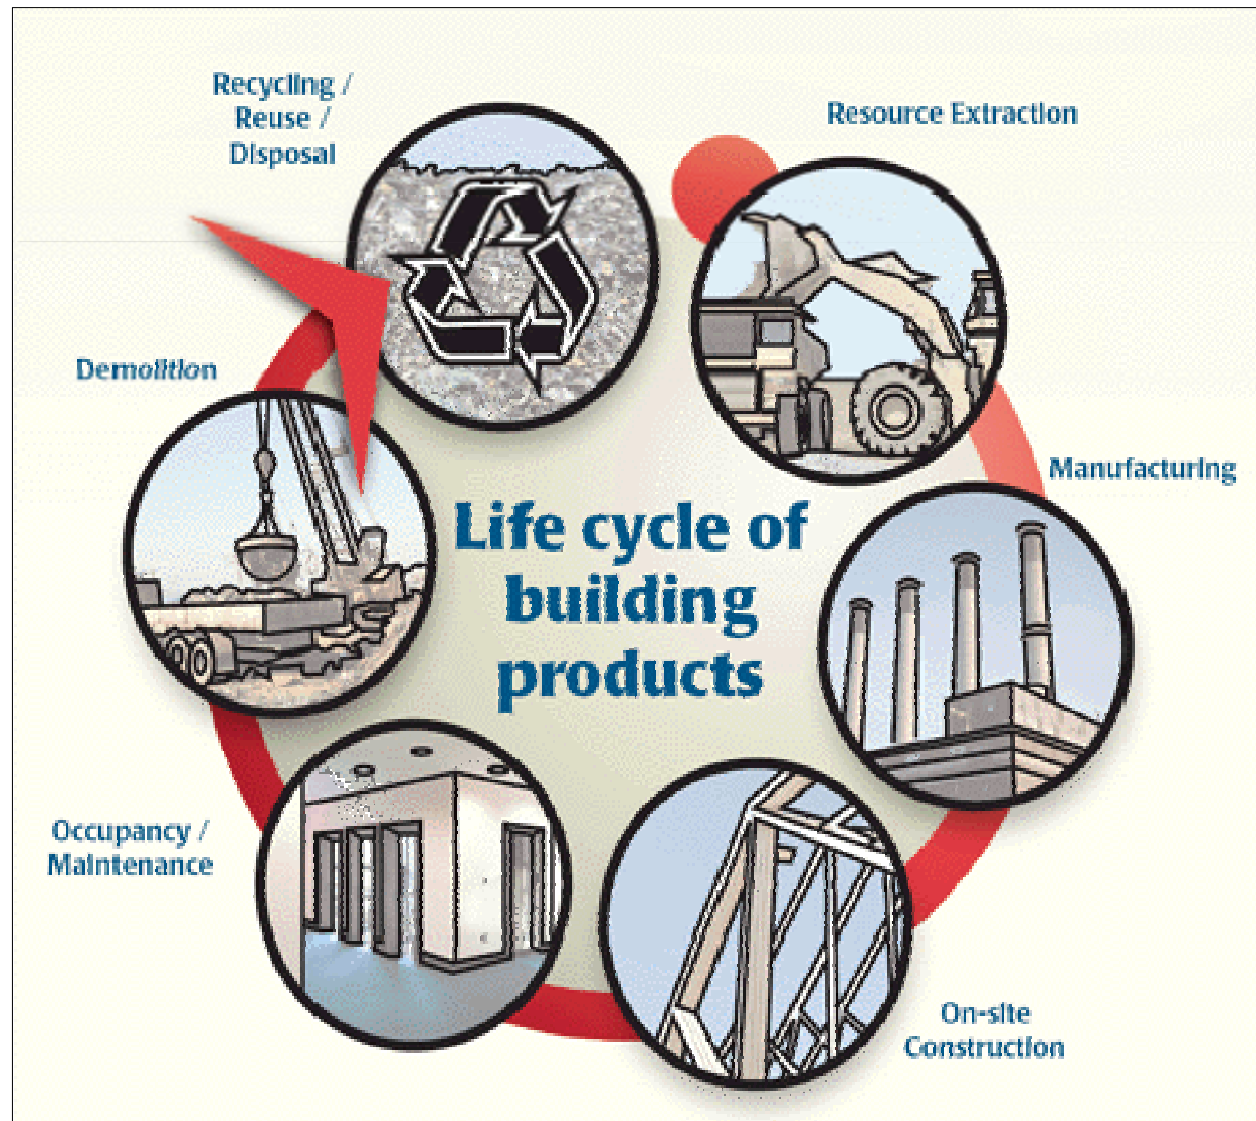 Recycling /
Reuse /
Disposal
Resource Extraction
Demolition
Manufacturing
Life cycle of
building
products
Occupancy /
Maintenance
On-site
Construction